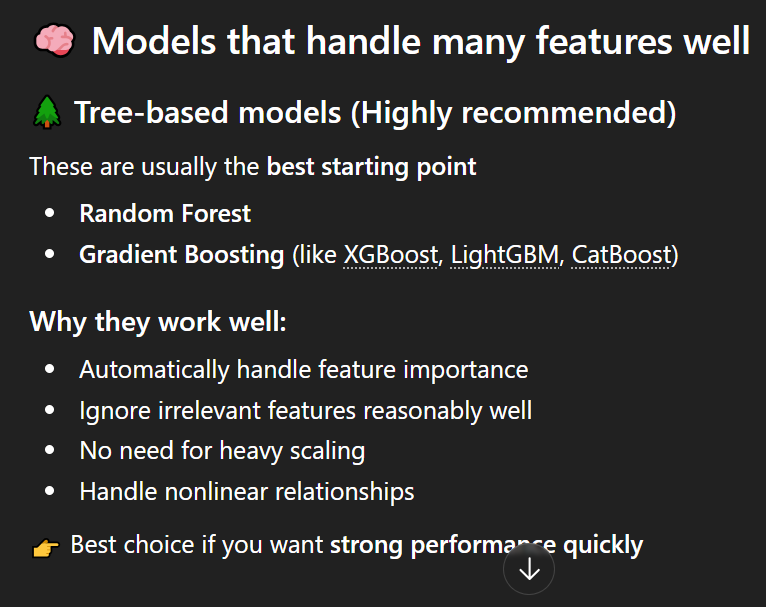 🧠 Models that handle many features well
🌲 Tree-based models (Highly recommended)
These are usually the best starting point
• Random Forest
• Gradient Boosting (like XGBoost, LightGBM, CatBoost)
Why they work well:
• Automatically handle feature importance
• Ignore irrelevant features reasonably well
• No need for heavy scaling
• Handle nonlinear relationships
👉 Best choice if you want strong performance quickly